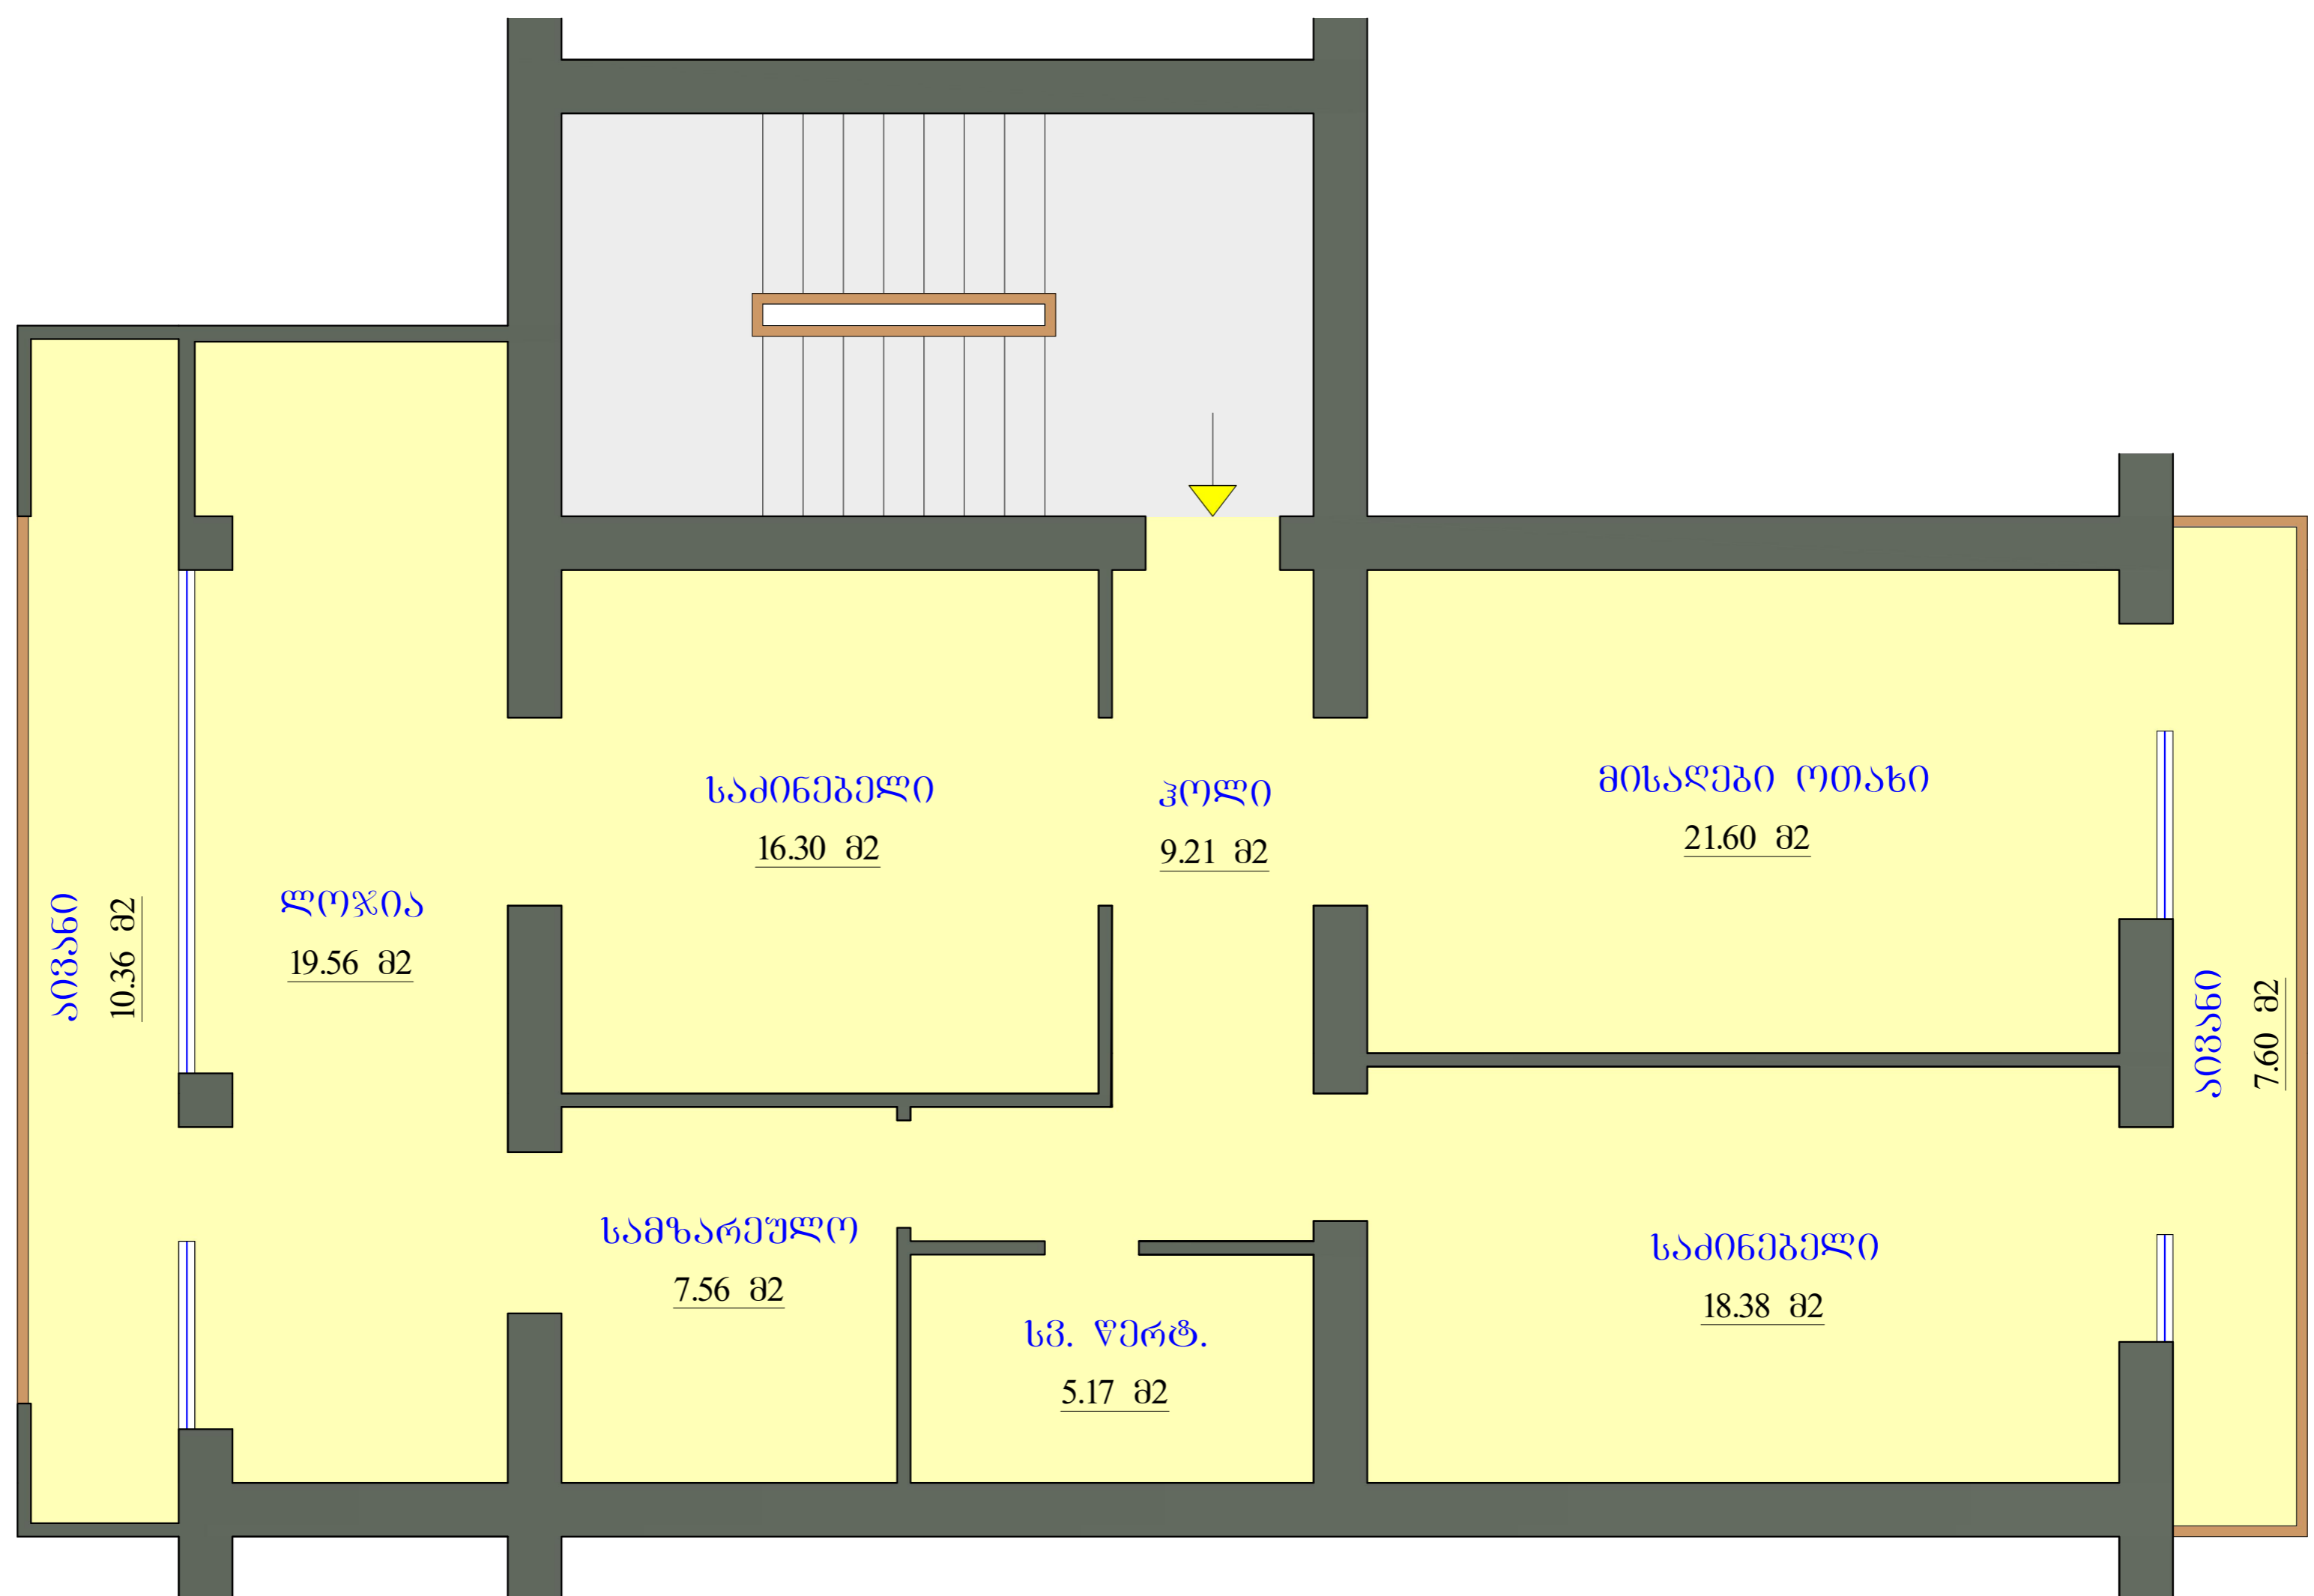 საძინებელი
16.30 მ2
ჰოლი
9.21 მ2
მისაღები ოთახი
21.60 მ2
აივანი
10.36 მ2
ლოჯია
19.56 მ2
აივანი
7.60 მ2
სამზარეულო
7.56 მ2
სვ. წერტ.
5.17 მ2
საძინებელი
18.38 მ2